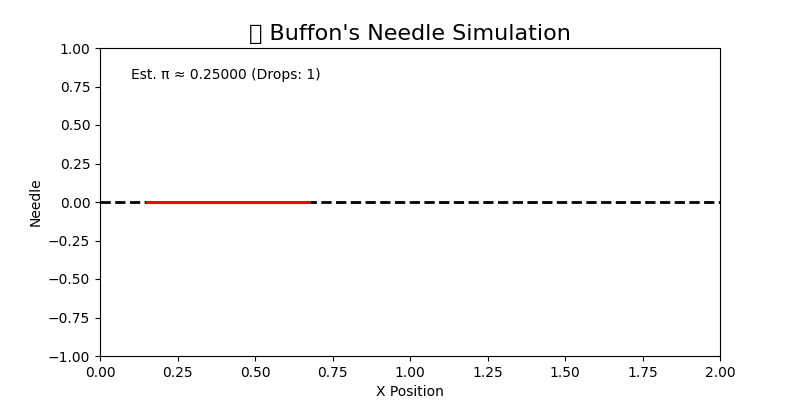 Buffon's Needle Simulation
1.00
Est. π ≈ 0.25000 (Drops: 1)
0.75
0.50
0.25
Needle
0.00
−0.25
−0.50
−0.75
−1.00
0.00 0.25 0.50 0.75 1.00 1.25 1.50 1.75 2.00
X Position